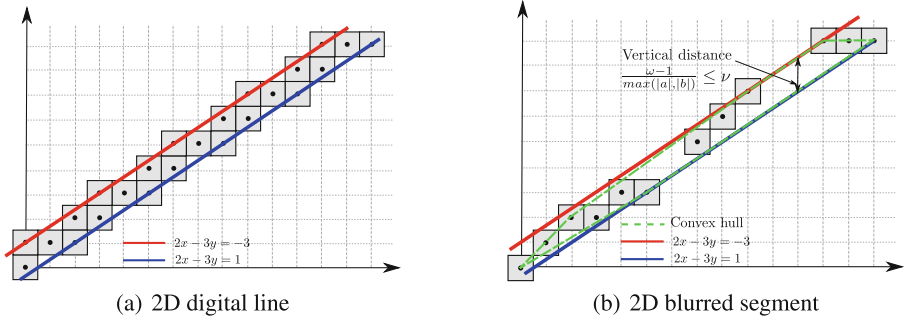 2x − 3y = −3
2x − 3y = 1
(a) 2D digital line
Vertical distance
ω−1
max(|a|,|b|) ≤ ν
Convex hull
2x − 3y = −3
2x − 3y = 1
(b) 2D blurred segment